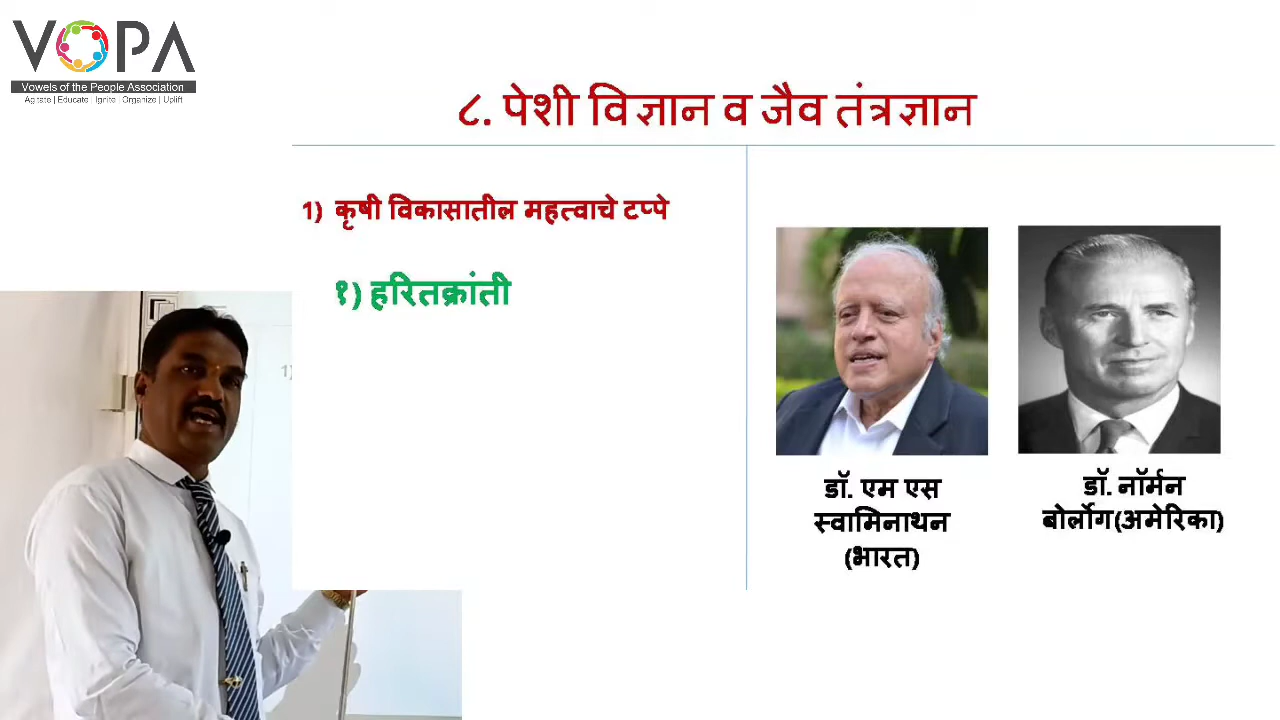 VOPA
Vowels of the People Association
Agitate | Educate | Ignite | Organize | Uplift
८. पेशी विज्ञान व जैव तंत्रज्ञान
1) कृषी विकासातील महत्वाचे टप्पे
१) हरितक्रांती
डॉ. एम एस
स्वामिनाथन
(भारत)
डॉ. नॉर्मन
बोर्लोग(अमेरिका)